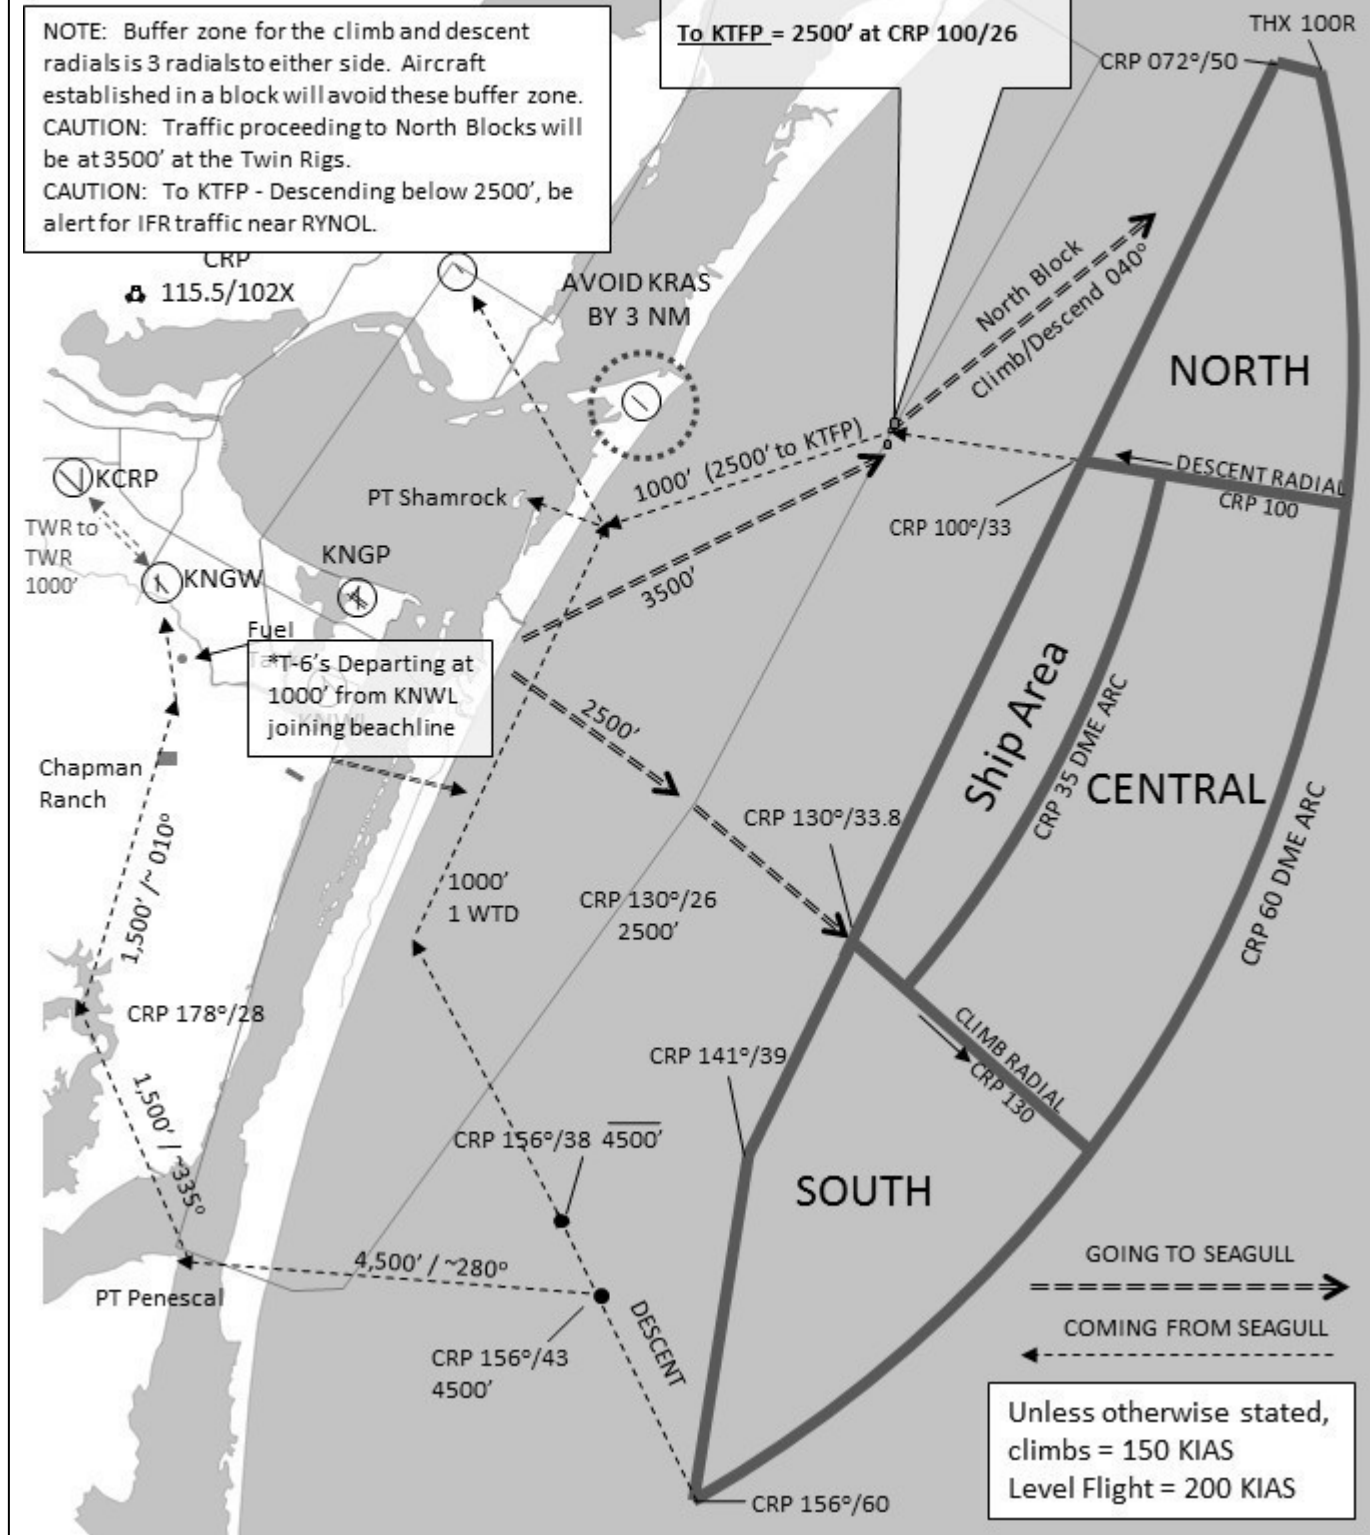 NOTE: Buffer zone for the climb and descent
radials is 3 radials to either side. Aircraft
established in a block will avoid these buffer zone.
CAUTION: Traffic proceeding to North Blocks will
be at 3500’ at the Twin Rigs.
CAUTION: To KTFP - Descending below 2500’, be
alert for IFR traffic near RYNOL.
To KTFP = 2500’ at CRP 100/26
THX 100R
CRP 072°/50
CRP
115.5/102X
AVOID KRAS
BY 3 NM
North Block
Climb/Descend 040°
NORTH
1000’ (2500’ to KTFP)
DESCENT RADIAL
CRP 100
KCRP
PT Shamrock
CRP 100°/33
TWR to
TWR
1000’
KNGW
KNGP
3500’
Fuel
*T-6’s Departing at
1000’ from KNWL
joining beachline
KNWL
2500’
Ship Area
CRP 35 DME ARC
CENTRAL
CRP 60 DME ARC
Chapman
Ranch
CRP 130°/33.8
1,500’ / ~010°
1000’
1 WTD
CRP 130°/26
2500’
CRP 178°/28
CLIMB RADIAL
CRP 130
CRP 141°/39
1,500’ / ~335°
CRP 156°/38 4500’
SOUTH
4,500’ / ~280°
PT Penescal
DESCENT
CRP 156°/43
4500’
GOING TO SEAGULL
COMING FROM SEAGULL
Unless otherwise stated,
climbs = 150 KIAS
Level Flight = 200 KIAS
CRP 156°/60